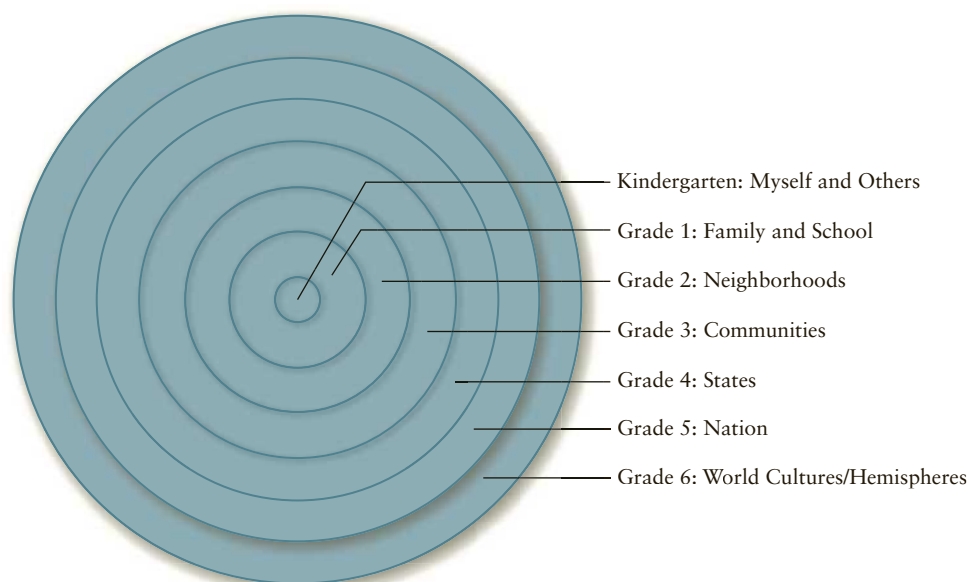 Kindergarten: Myself and Others
Grade 1: Family and School
Grade 2: Neighborhoods
Grade 3: Communities
Grade 4: States
Grade 5: Nation
Grade 6: World Cultures/Hemispheres